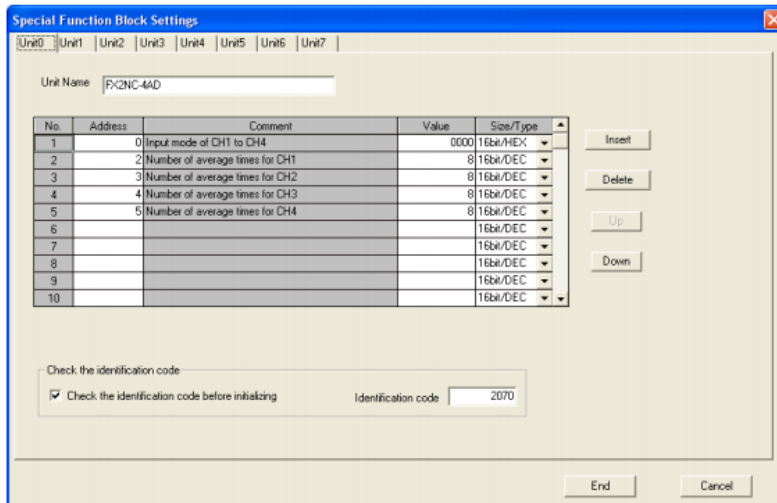 Special Function Block Settings
Unit0 Unit1 Unit2 Unit3 Unit4 Unit5 Unit6 Unit7
Unit Name FX2NC-4AD
No. Address Comment Value Size/Type
1 0 Input mode of CH1 to CH4 0000 16bit/HEX
2 2 Number of average times for CH1 8 16bit/DEC
3 3 Number of average times for CH2 8 16bit/DEC
4 4 Number of average times for CH3 8 16bit/DEC
5 5 Number of average times for CH4 8 16bit/DEC
6 16bit/DEC
7 16bit/DEC
8 16bit/DEC
9 16bit/DEC
10 16bit/DEC
Insert
Delete
Up
Down
Check the identification code
Check the identification code before initializing Identification code 2070
End Cancel